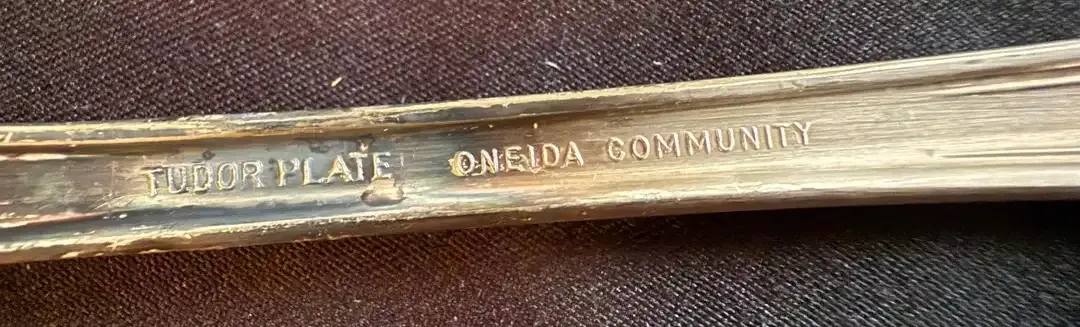 TUDOR PLATE ONEIDA COMMUNITY